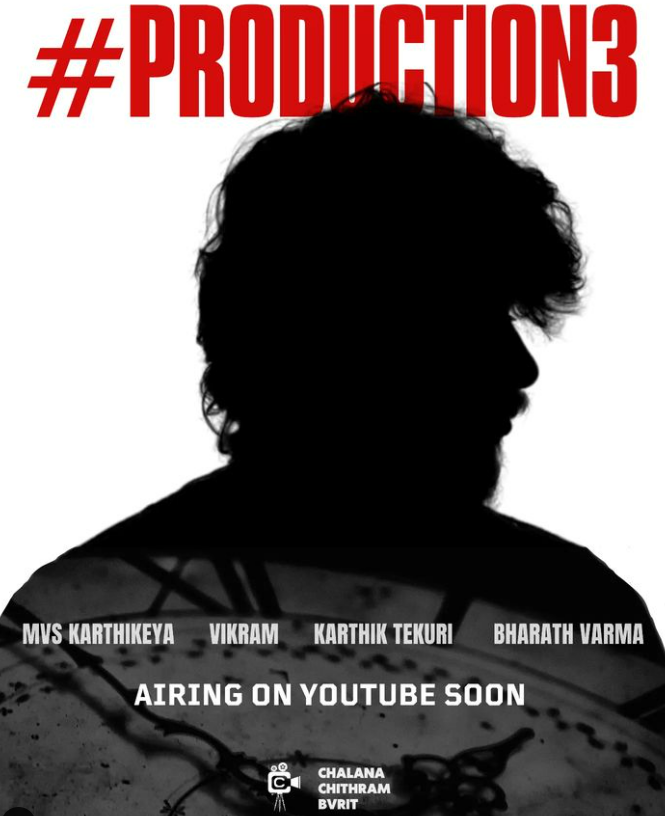 #PRODUCTION3
MVS KARTHIKEYA VIKRAM KARTHIK TEKURI BHARATH VARMA
AIRING ON YOUTUBE SOON
C
CHALANA
CHITHRAM
BVRIT